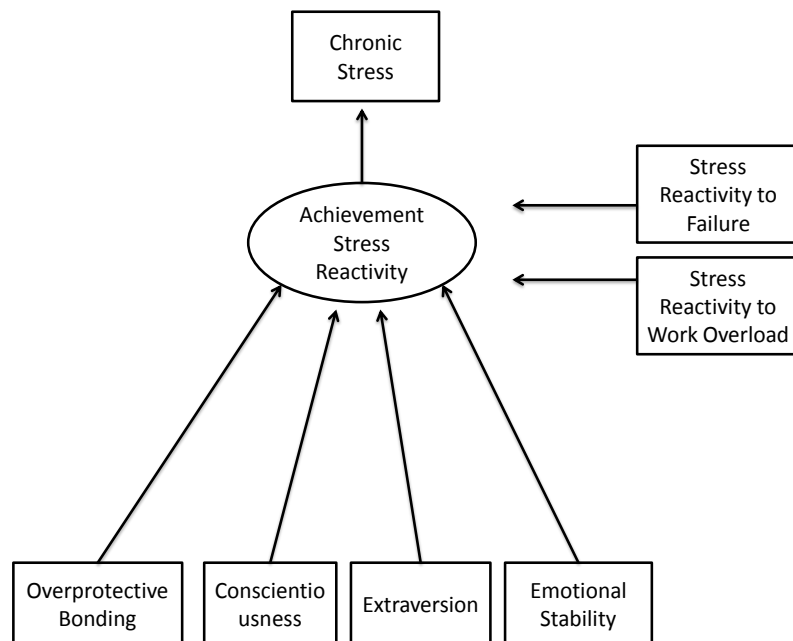 Chronic
Stress
Achievement
Stress
Reactivity
Stress
Reactivity to
Failure
Stress
Reactivity to
Work Overload
Overprotective
Bonding
Conscientio
usness
Extraversion
Emotional
Stability